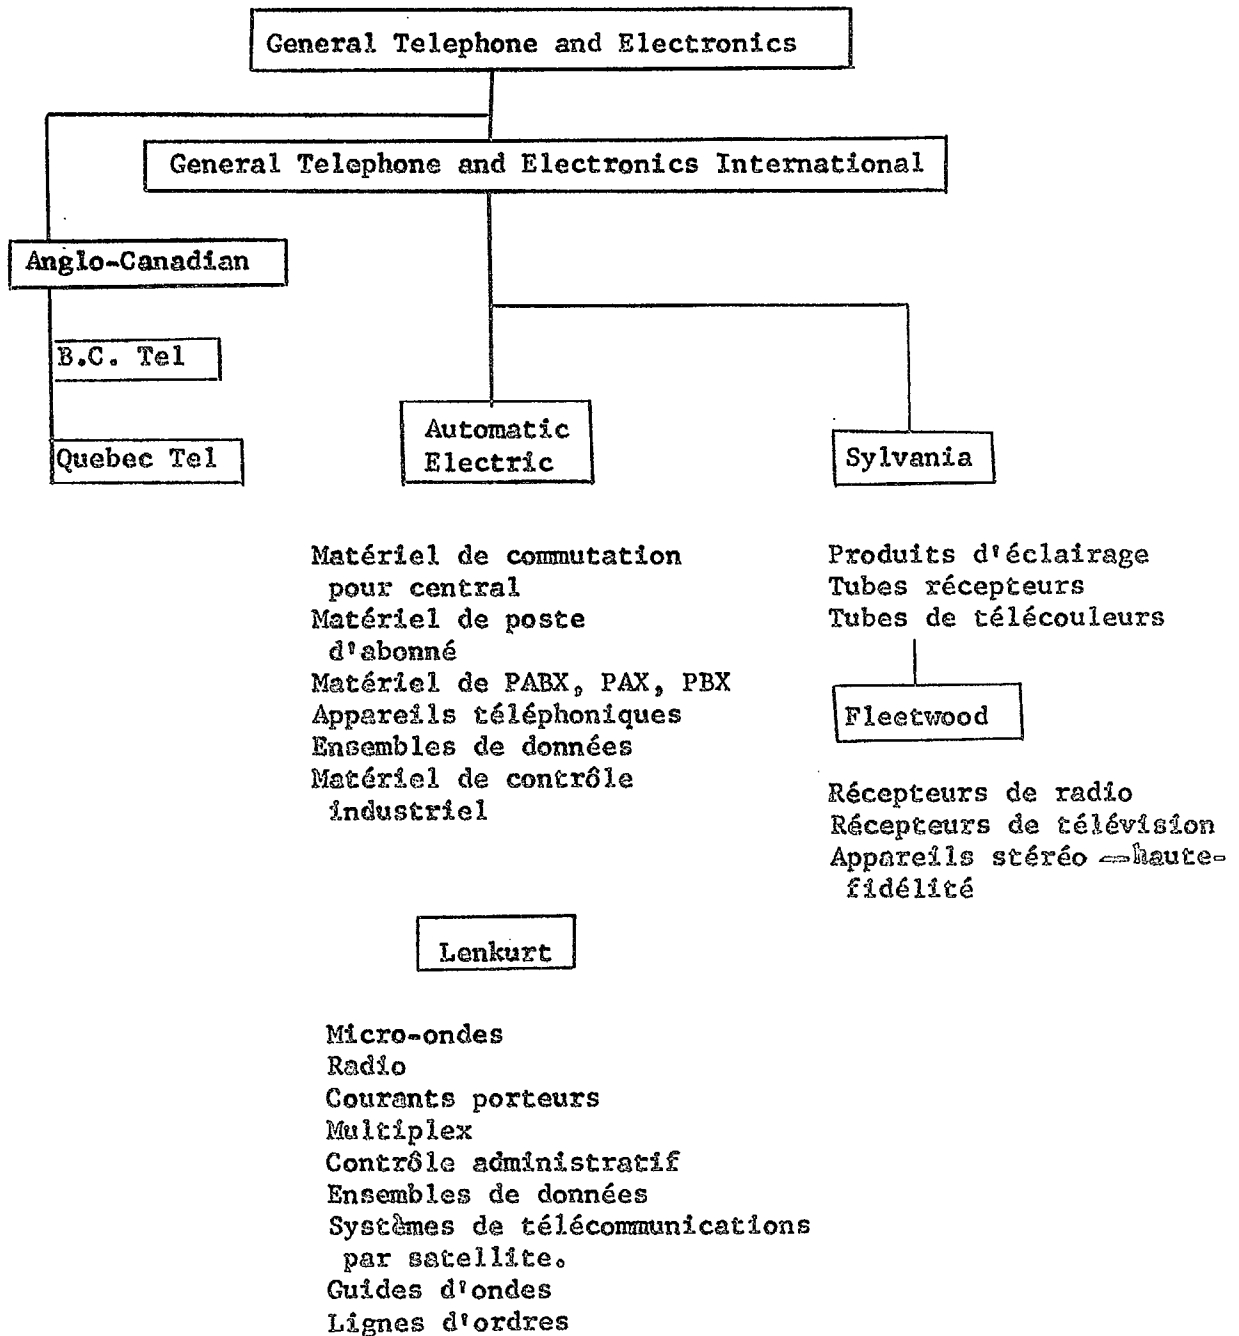 General Telephone and Electronics
General Telephone and Electronics International
Anglo-Canadian
B.C. Tel
Quebec Tel
Automatic
Electric
Matériel de commutation
pour central
Matériel de poste
d'abonné
Matériel de PABX, PAX, PBX
Appareils téléphoniques
Ensembles de données
Matériel de contrôle
industriel
Sylvania
Produits d'éclairage
Tubes récepteurs
Tubes de télécouleurs
Fleetwood
Récepteurs de radio
Récepteurs de télévision
Appareils stéréo - haute-
fidélité
Lenkurt
Micro-ondes
Radio
Courants porteurs
Multiplex
Contrôle administratif
Ensembles de données
Systèmes de télécommunications
par satellite.
Guides d'ondes
Lignes d'ordres